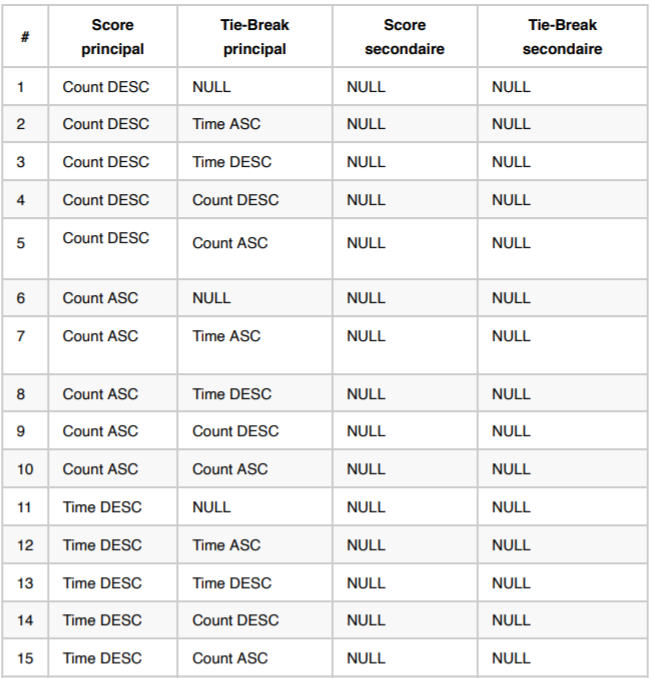 # Score principal Tie-Break principal Score secondaire Tie-Break secondaire
1 Count DESC NULL NULL NULL
2 Count DESC Time ASC NULL NULL
3 Count DESC Time DESC NULL NULL
4 Count DESC Count DESC NULL NULL
5 Count DESC Count ASC NULL NULL
6 Count ASC NULL NULL NULL
7 Count ASC Time ASC NULL NULL
8 Count ASC Time DESC NULL NULL
9 Count ASC Count DESC NULL NULL
10 Count ASC Count ASC NULL NULL
11 Time DESC NULL NULL NULL
12 Time DESC Time ASC NULL NULL
13 Time DESC Time DESC NULL NULL
14 Time DESC Count DESC NULL NULL
15 Time DESC Count ASC NULL NULL